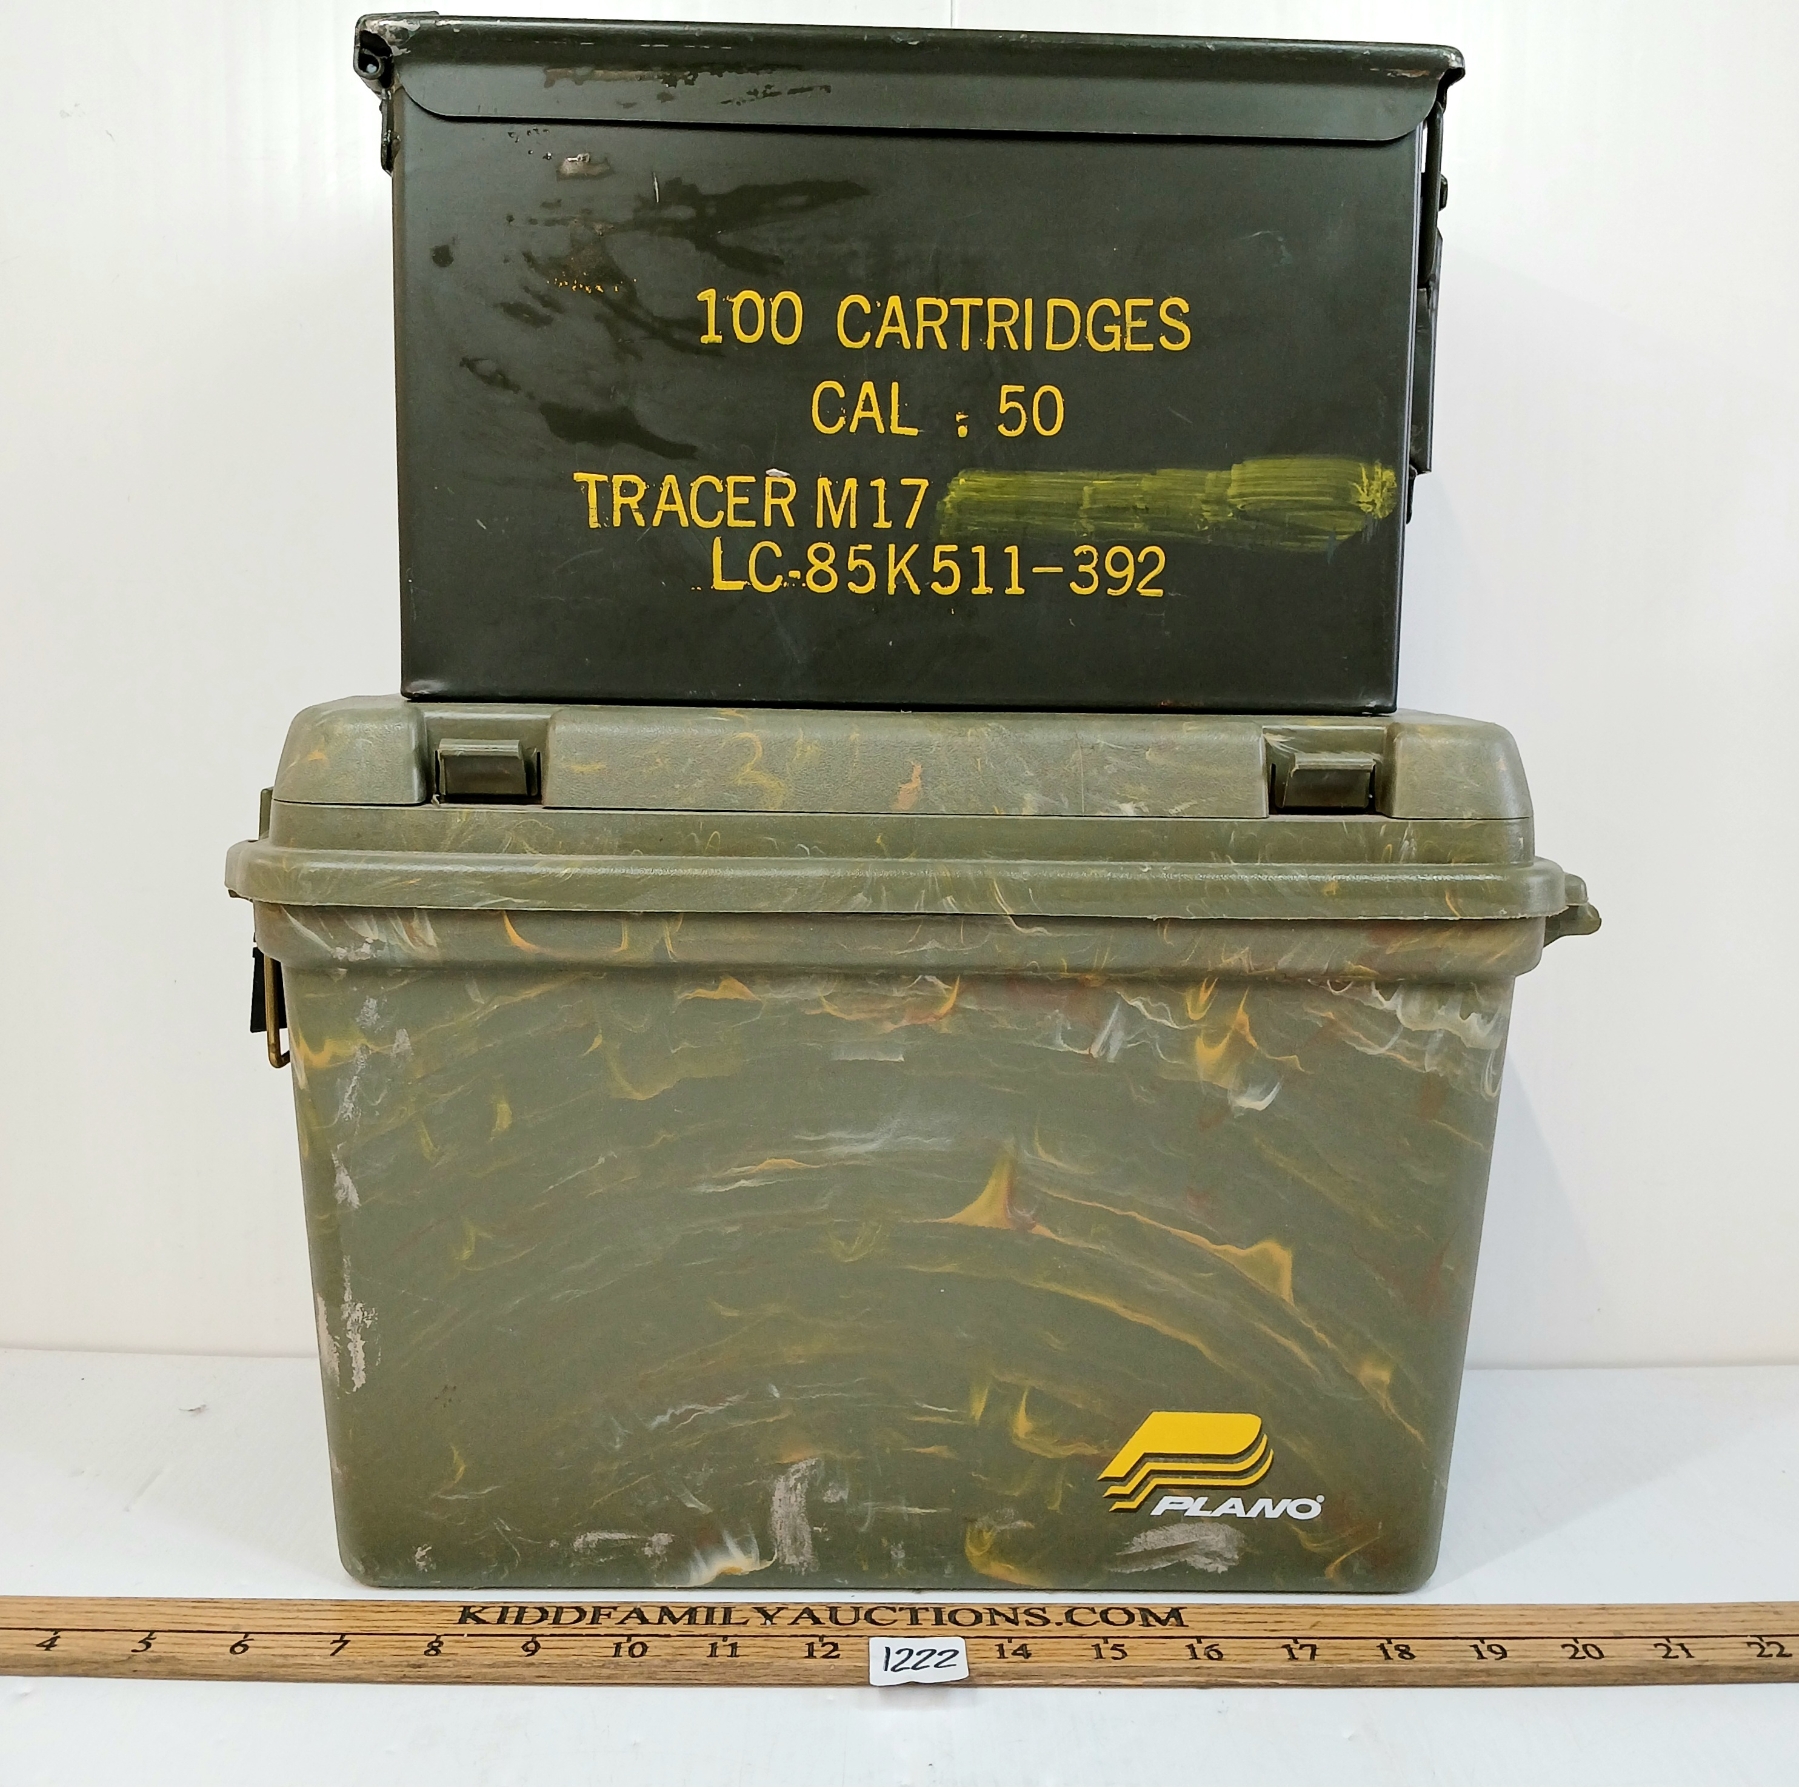 100 CARTRIDGES
CAL . 50
TRACER M17
LC-85K511-392
PLANO®
KIDDFAMILYAUCTIONS.COM
4 5 6 7 8 9 10 11 12 14 15 16 17 18 19 20 21 22
1222